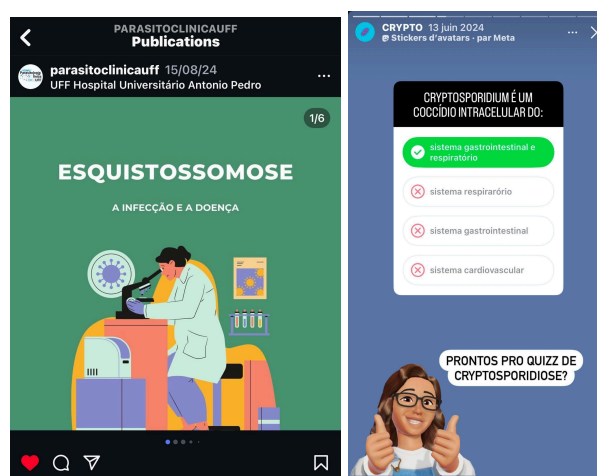 PARASITOCLINICAUFF
Publications
parasitoclinicauff 15/08/24
UFF Hospital Universitário Antonio Pedro
1/6
ESQUISTOSSOMOSE
A INFECÇÃO E A DOENÇA
CRYPTO 13 juin 2024
Stickers d'avatars · par Meta
CRYPTOSPORIDIUM É UM
COCCÍDIO INTRACELULAR DO:
sistema gastrointestinal e
respiratório
sistema respirarório
sistema gastrointestinal
sistema cardiovascular
PRONTOS PRO QUIZZ DE
CRYPTOSPORIDIOSE?